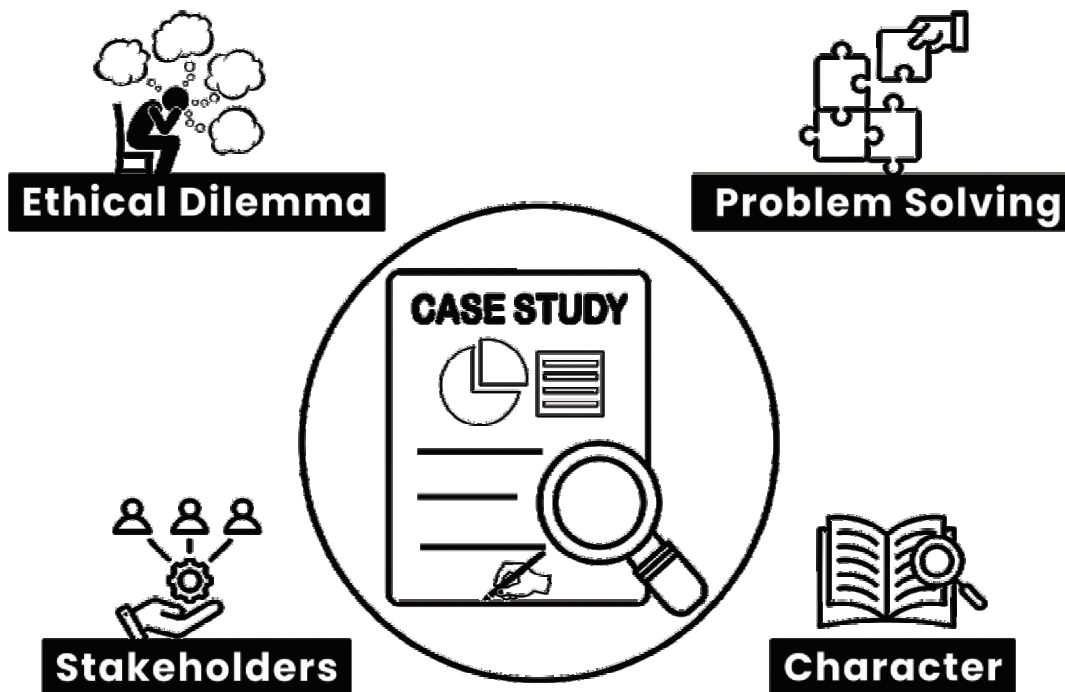 Ethical Dilemma
Problem Solving
CASE STUDY
Stakeholders
Character